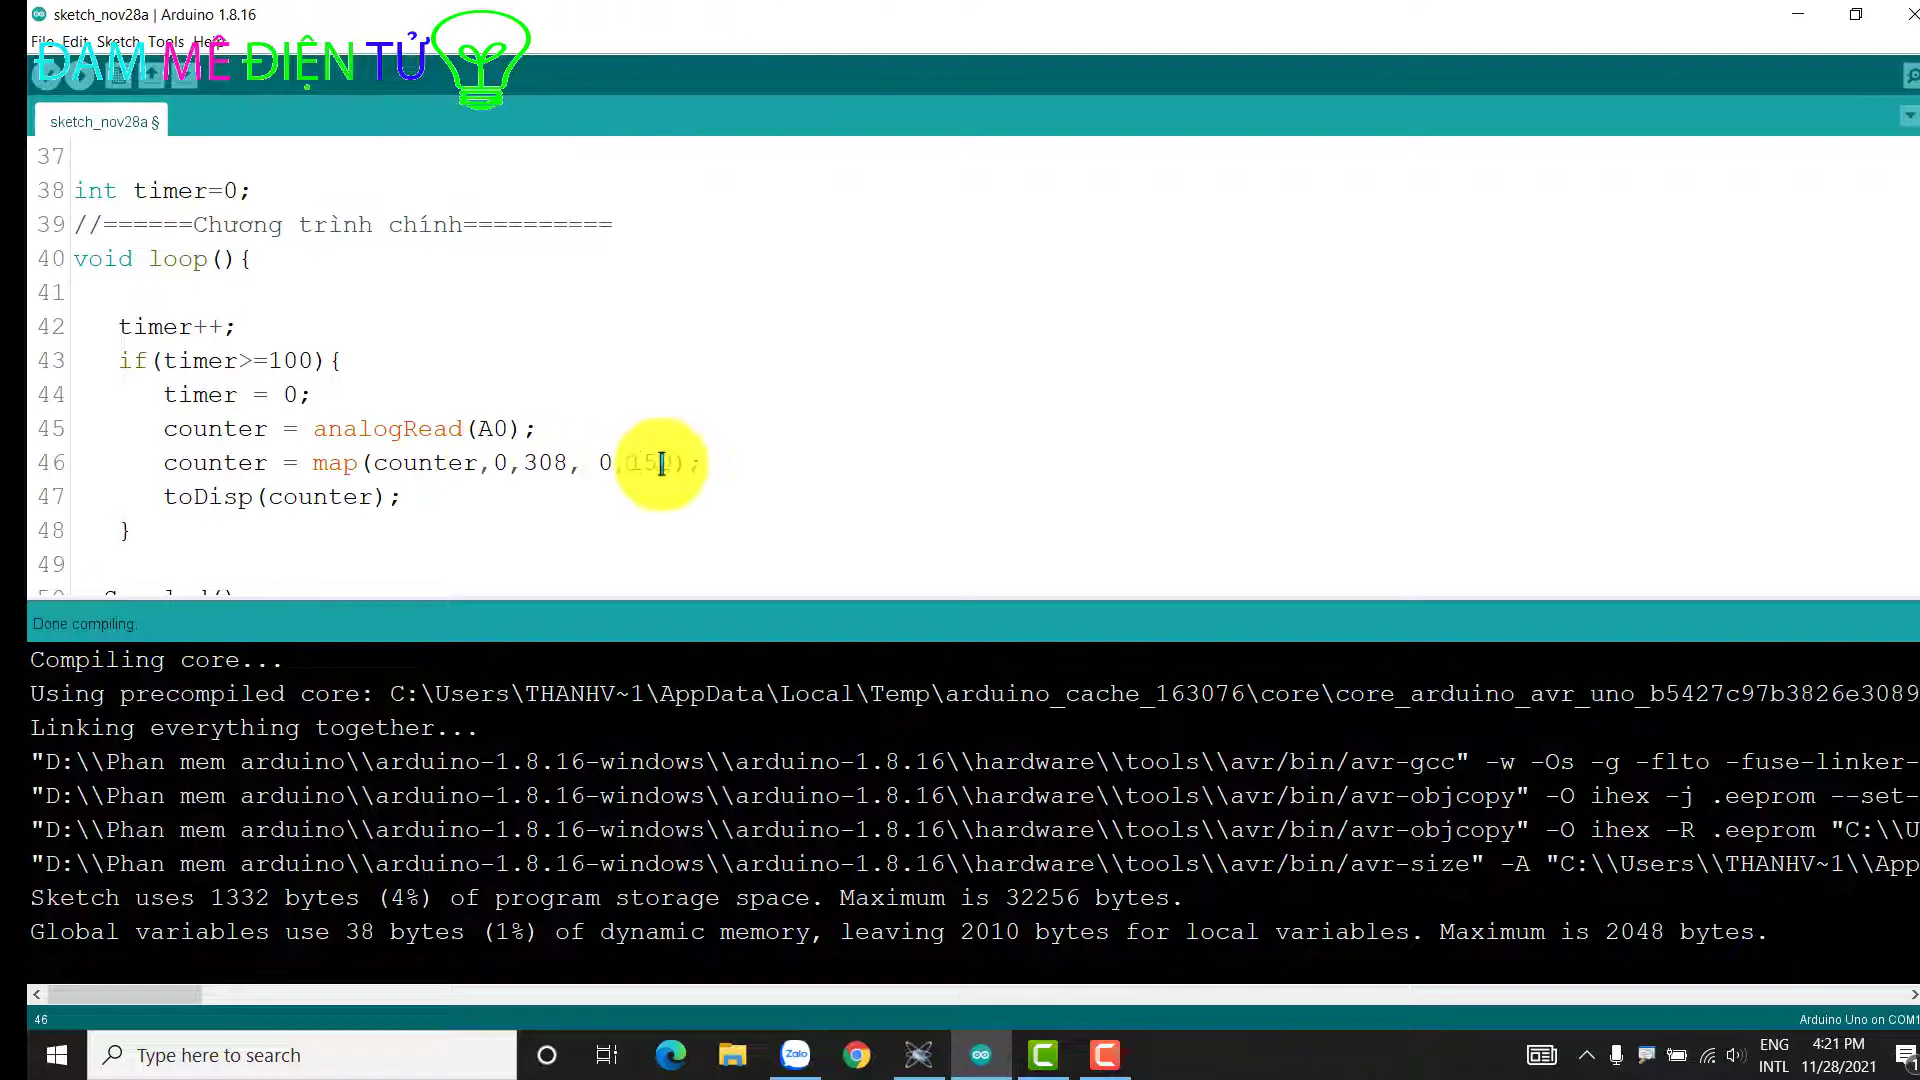 sketch_nov28a | Arduino 1.8.16
File Edit Sketch Tools Help
ĐAM MÊ ĐIỆN TỬ
sketch_nov28a §
37
38 int timer=0;
39 //======Chương trình chính==========
40 void loop(){
41
42 timer++;
43 if(timer>=100){
44 timer = 0;
45 counter = analogRead(A0);
46 counter = map(counter,0,308, 0,
47 toDisp(counter);
48 }
49
Done compiling.
Compiling core...
Using precompiled core: C:\Users\THANHV~1\AppData\Local\Temp\arduino_cache_163076\core\core_arduino_avr_uno_b5427c97b3826e3089
Linking everything together...
"D:\\Phan mem arduino\\arduino-1.8.16-windows\\arduino-1.8.16\\hardware\\tools\\avr/bin/avr-gcc" -w -Os -g -flto -fuse-linker-
"D:\\Phan mem arduino\\arduino-1.8.16-windows\\arduino-1.8.16\\hardware\\tools\\avr/bin/avr-objcopy" -O ihex -j .eeprom --set-
"D:\\Phan mem arduino\\arduino-1.8.16-windows\\arduino-1.8.16\\hardware\\tools\\avr/bin/avr-objcopy" -O ihex -R .eeprom "C:\\U
"D:\\Phan mem arduino\\arduino-1.8.16-windows\\arduino-1.8.16\\hardware\\tools\\avr/bin/avr-size" -A "C:\\Users\\THANHV~1\\App
Sketch uses 1332 bytes (4%) of program storage space. Maximum is 32256 bytes.
Global variables use 38 bytes (1%) of dynamic memory, leaving 2010 bytes for local variables. Maximum is 2048 bytes.
46
Arduino Uno on COM1
Type here to search
Zalo
ENG
INTL
4:21 PM
11/28/2021
1